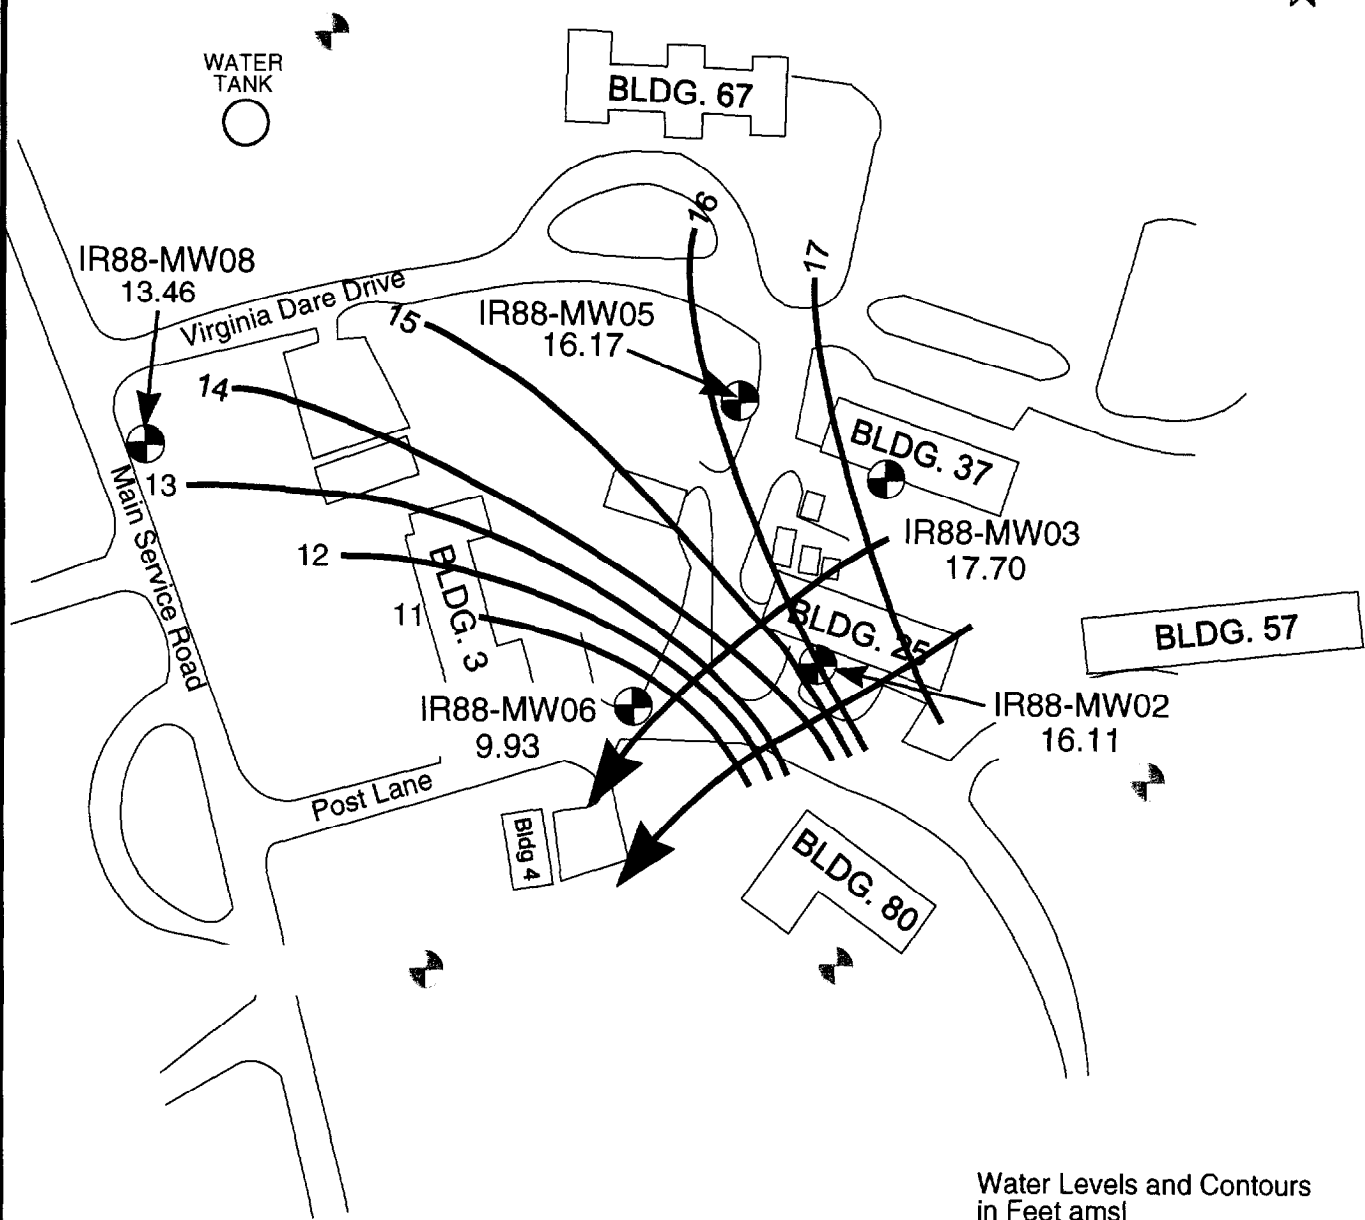 WATER
TANK
BLDG. 67
16
17
IR88-MW08
13.46
Virginia Dare Drive
15
IR88-MW05
16.17
14
13
Main Service Road
12
11
BLDG. 3
BLDG. 37
IR88-MW03
17.70
BLDG. 25
BLDG. 57
IR88-MW06
9.93
IR88-MW02
16.11
Post Lane
Bldg 4
BLDG. 80
Water Levels and Contours
in Feet amsl